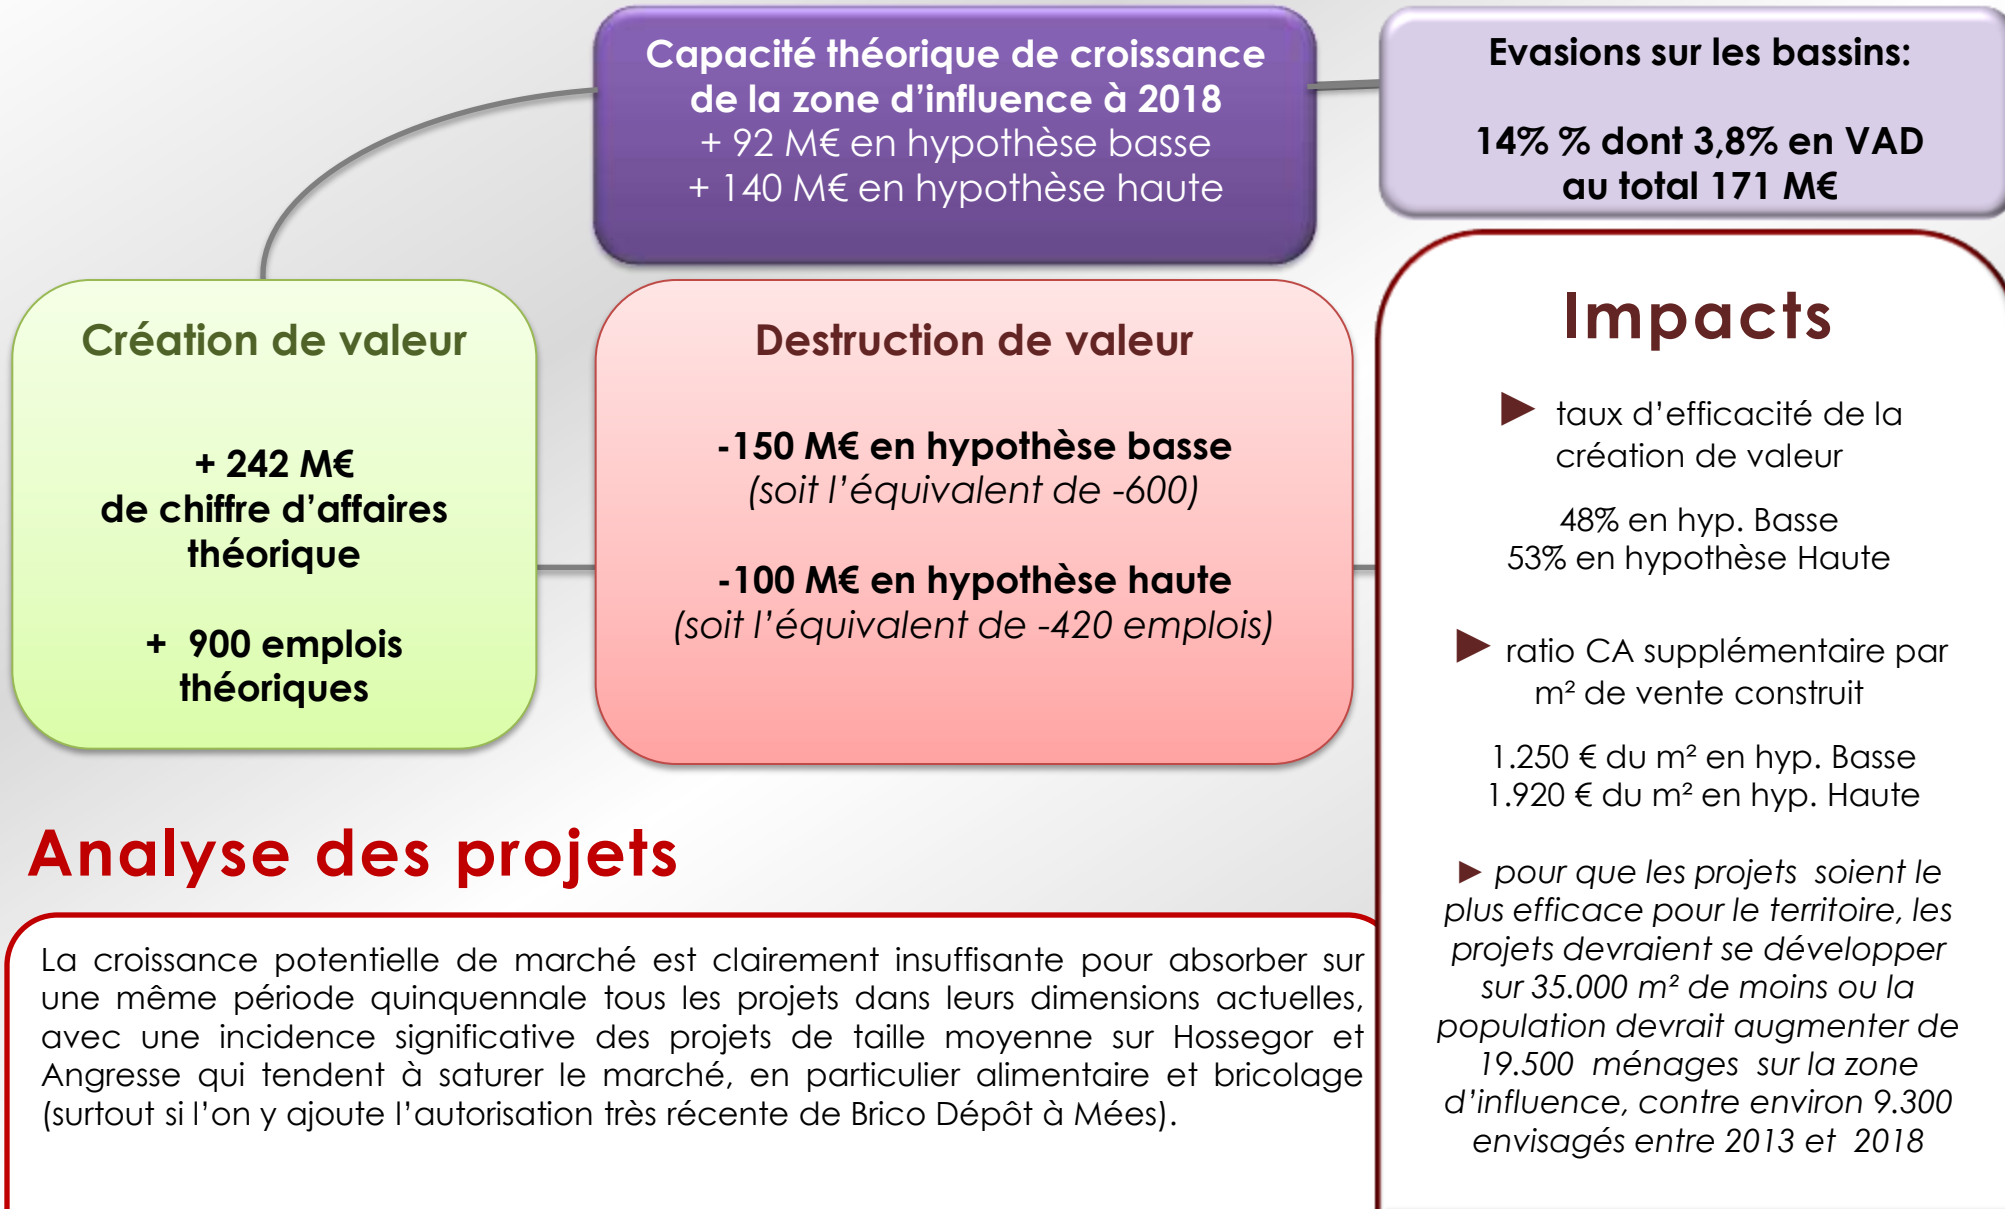 Capacité théorique de croissance
de la zone d'influence à 2018
+ 92 M€ en hypothèse basse
+ 140 M€ en hypothèse haute
Evasions sur les bassins:
14% % dont 3,8% en VAD
au total 171 M€
Création de valeur
+ 242 M€
de chiffre d'affaires
théorique
+ 900 emplois
théoriques
Destruction de valeur
-150 M€ en hypothèse basse
(soit l'équivalent de -600)
-100 M€ en hypothèse haute
(soit l'équivalent de -420 emplois)
Impacts
► taux d'efficacité de la
création de valeur
48% en hyp. Basse
53% en hypothèse Haute
► ratio CA supplémentaire par
m² de vente construit
1.250 € du m² en hyp. Basse
1.920 € du m² en hyp. Haute
► pour que les projets soient le
plus efficace pour le territoire, les
projets devraient se développer
sur 35.000 m² de moins ou la
population devrait augmenter de
19.500 ménages sur la zone
d'influence, contre environ 9.300
envisagés entre 2013 et 2018
Analyse des projets
La croissance potentielle de marché est clairement insuffisante pour absorber sur
une même période quinquennale tous les projets dans leurs dimensions actuelles,
avec une incidence significative des projets de taille moyenne sur Hossegor et
Angresse qui tendent à saturer le marché, en particulier alimentaire et bricolage
(surtout si l'on y ajoute l'autorisation très récente de Brico Dépôt à Mées).